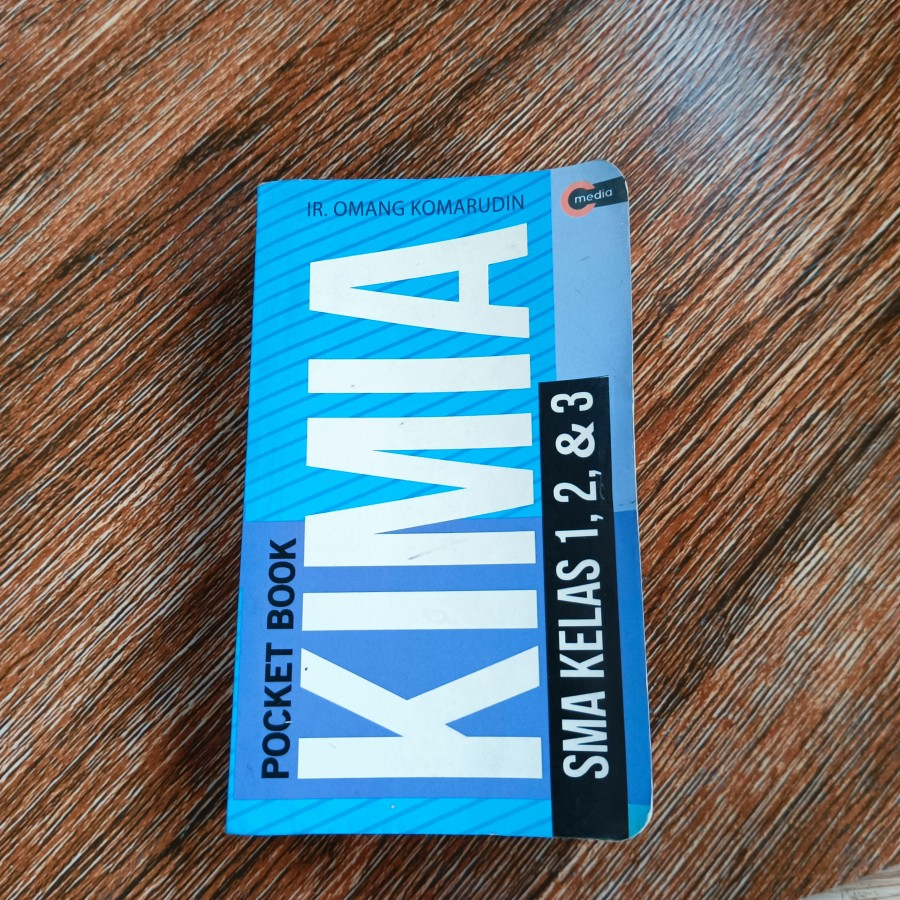 IR. OMANG KOMARUDIN
C media
POCKET BOOK
KIMIA
SMA KELAS 1, 2, & 3